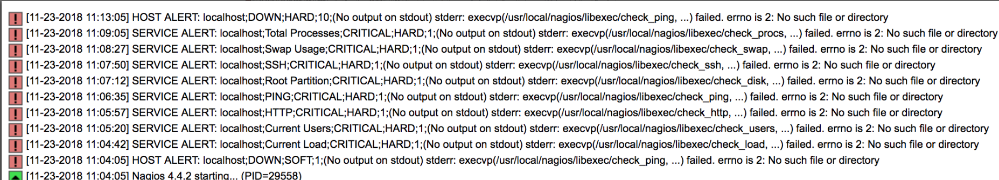 [11-23-2018 11:13:05] HOST ALERT: localhost;DOWN;HARD;10;(No output on stdout) stderr: execvp(/usr/local/nagios/libexec/check_ping, ...) failed. errno is 2: No such file or directory
[11-23-2018 11:09:05] SERVICE ALERT: localhost;Total Processes;CRITICAL;HARD;1;(No output on stdout) stderr: execvp(/usr/local/nagios/libexec/check_procs, ...) failed. errno is 2: No such file or directory
[11-23-2018 11:08:27] SERVICE ALERT: localhost;Swap Usage;CRITICAL;HARD;1;(No output on stdout) stderr: execvp(/usr/local/nagios/libexec/check_swap, ...) failed. errno is 2: No such file or directory
[11-23-2018 11:07:50] SERVICE ALERT: localhost;SSH;CRITICAL;HARD;1;(No output on stdout) stderr: execvp(/usr/local/nagios/libexec/check_ssh, ...) failed. errno is 2: No such file or directory
[11-23-2018 11:07:12] SERVICE ALERT: localhost;Root Partition;CRITICAL;HARD;1;(No output on stdout) stderr: execvp(/usr/local/nagios/libexec/check_disk, ...) failed. errno is 2: No such file or directory
[11-23-2018 11:06:35] SERVICE ALERT: localhost;PING;CRITICAL;HARD;1;(No output on stdout) stderr: execvp(/usr/local/nagios/libexec/check_ping, ...) failed. errno is 2: No such file or directory
[11-23-2018 11:05:57] SERVICE ALERT: localhost;HTTP;CRITICAL;HARD;1;(No output on stdout) stderr: execvp(/usr/local/nagios/libexec/check_http, ...) failed. errno is 2: No such file or directory
[11-23-2018 11:05:20] SERVICE ALERT: localhost;Current Users;CRITICAL;HARD;1;(No output on stdout) stderr: execvp(/usr/local/nagios/libexec/check_users, ...) failed. errno is 2: No such file or directory
[11-23-2018 11:04:42] SERVICE ALERT: localhost;Current Load;CRITICAL;HARD;1;(No output on stdout) stderr: execvp(/usr/local/nagios/libexec/check_load, ...) failed. errno is 2: No such file or directory
[11-23-2018 11:04:05] HOST ALERT: localhost;DOWN;SOFT;1;(No output on stdout) stderr: execvp(/usr/local/nagios/libexec/check_ping, ...) failed. errno is 2: No such file or directory
[11-23-2018 11:04:05] Nagios 4.4.2 starting... (PID=29558)